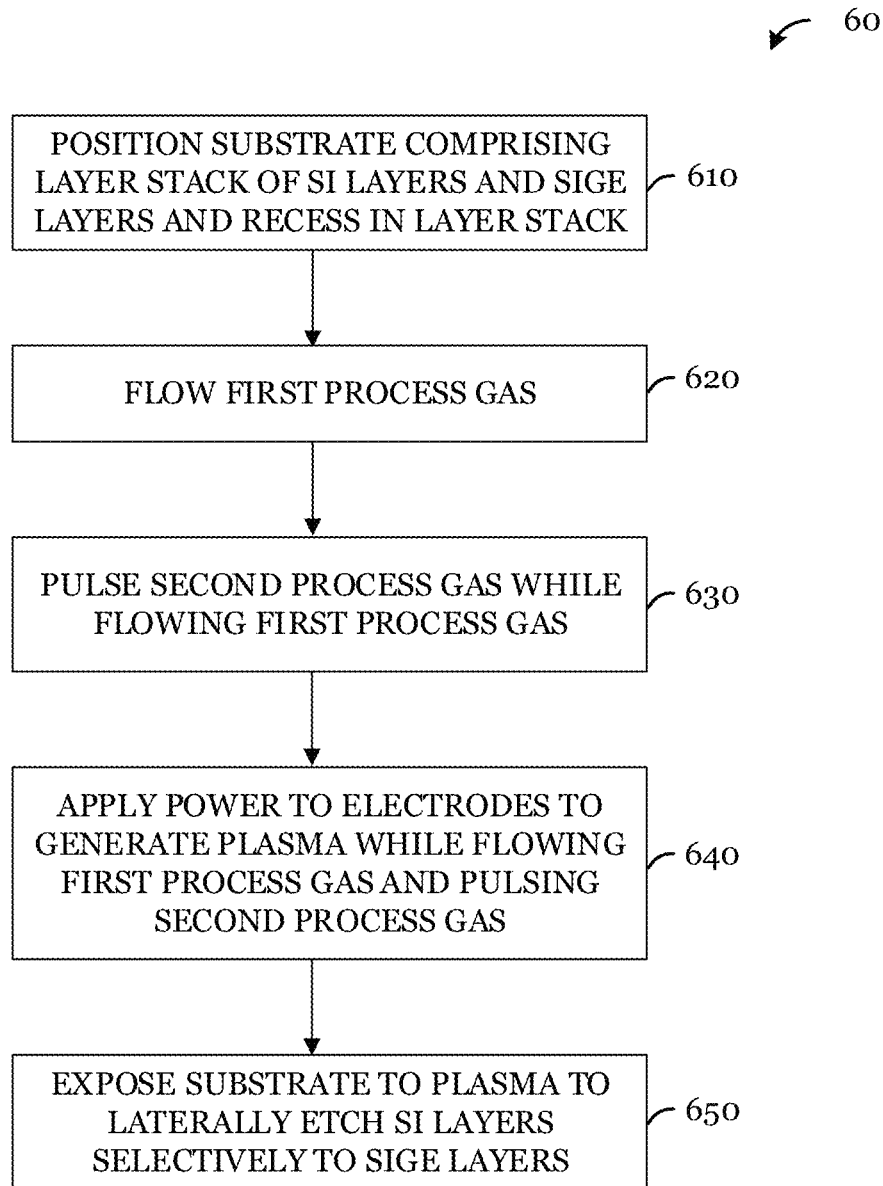 60
POSITION SUBSTRATE COMPRISING
LAYER STACK OF SI LAYERS AND SIGE
LAYERS AND RECESS IN LAYER STACK
610
FLOW FIRST PROCESS GAS
620
PULSE SECOND PROCESS GAS WHILE
FLOWING FIRST PROCESS GAS
630
APPLY POWER TO ELECTRODES TO
GENERATE PLASMA WHILE FLOWING
FIRST PROCESS GAS AND PULSING
SECOND PROCESS GAS
640
EXPOSE SUBSTRATE TO PLASMA TO
LATERALLY ETCH SI LAYERS
SELECTIVELY TO SIGE LAYERS
650